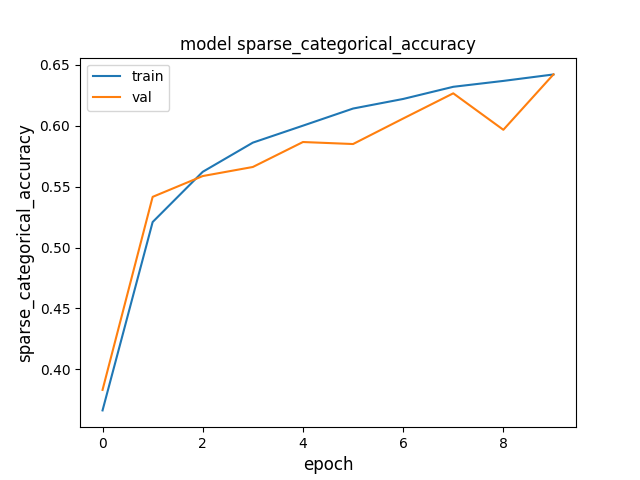 model sparse_categorical_accuracy
train
val
sparse_categorical_accuracy
0.65
0.60
0.55
0.50
0.45
0.40
0
2
4
6
8
epoch